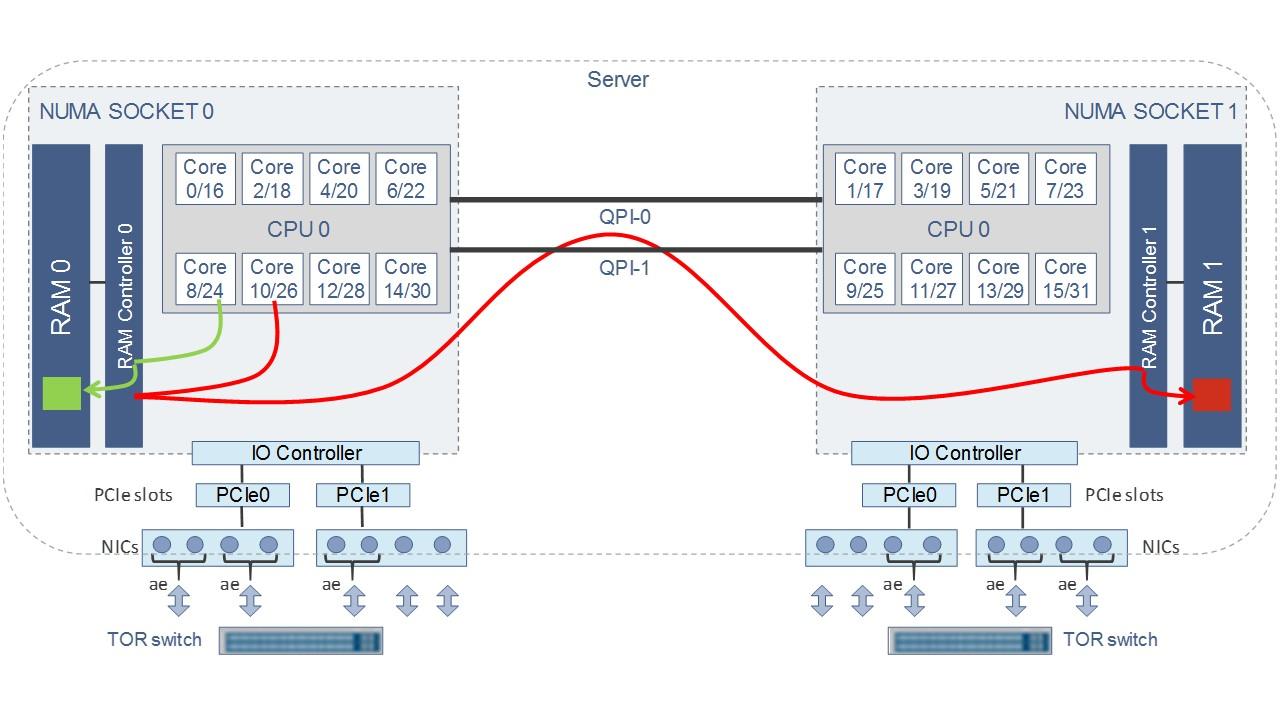 Server
NUMA SOCKET 0
RAM 0
RAM Controller 0
Core
0/16
Core
2/18
Core
4/20
Core
6/22
CPU 0
Core
8/24
Core
10/26
Core
12/28
Core
14/30
QPI-0
QPI-1
NUMA SOCKET 1
Core
1/17
Core
3/19
Core
5/21
Core
7/23
CPU 0
Core
9/25
Core
11/27
Core
13/29
Core
15/31
RAM Controller 1
RAM 1
IO Controller
PCIe slots
PCIe0
PCIe1
NICs
ae
ae
ae
TOR switch
IO Controller
PCIe0
PCIe1
PCIe slots
NICs
ae
ae
ae
TOR switch